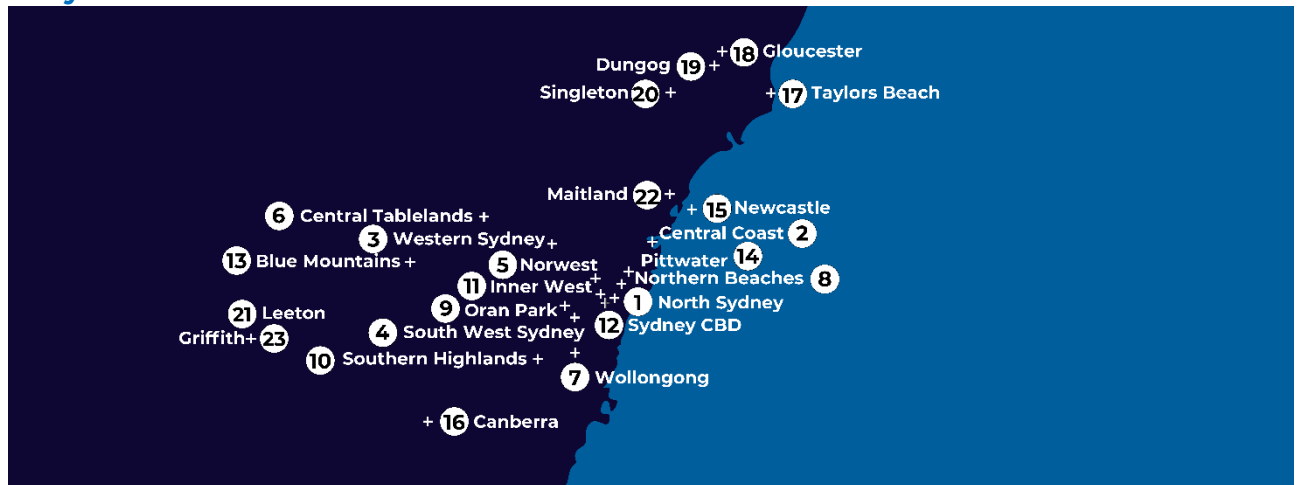 18 Gloucester
Dungog 19
Singleton 20
17 Taylors Beach
Maitland 22
15 Newcastle
6 Central Tablelands
Central Coast 2
3 Western Sydney
Pittwater 14
13 Blue Mountains
5 Norwest
Northern Beaches 8
11 Inner West
1 North Sydney
9 Oran Park
21 Leeton
12 Sydney CBD
4 South West Sydney
Griffith 23
10 Southern Highlands
7 Wollongong
16 Canberra